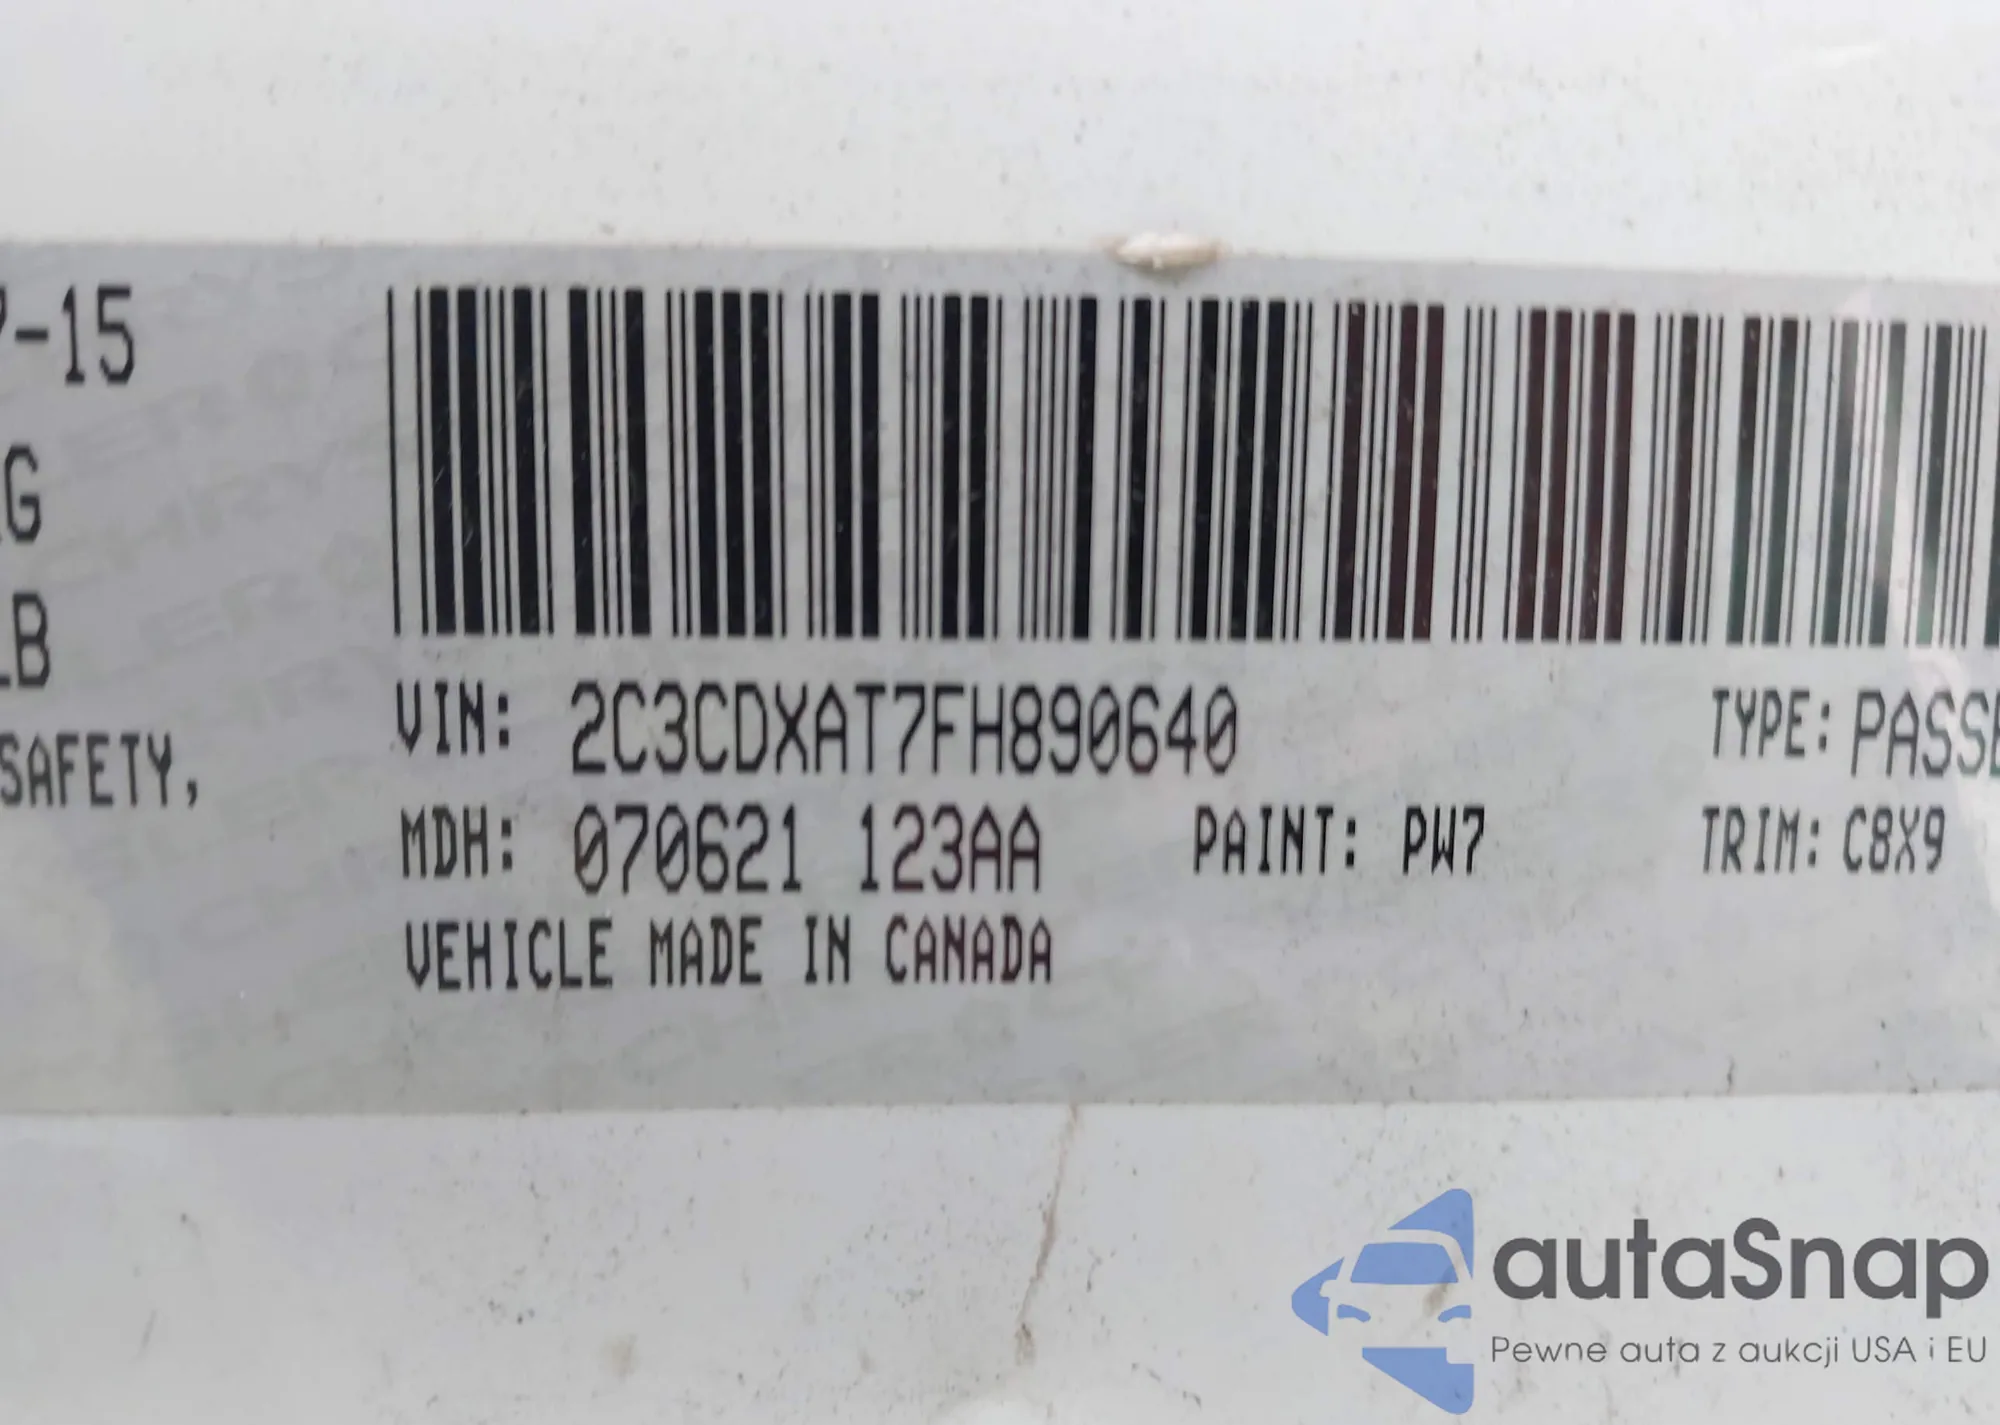 -15
G
LB
SAFETY,
VIN: 2C3CDXAT7FH890640
TYPE: PASSE
MDH: 070621 123AA
PAINT: PW7
TRIM: C8X9
VEHICLE MADE IN CANADA
autaSnap
Pewne auta z aukcji USA i EU